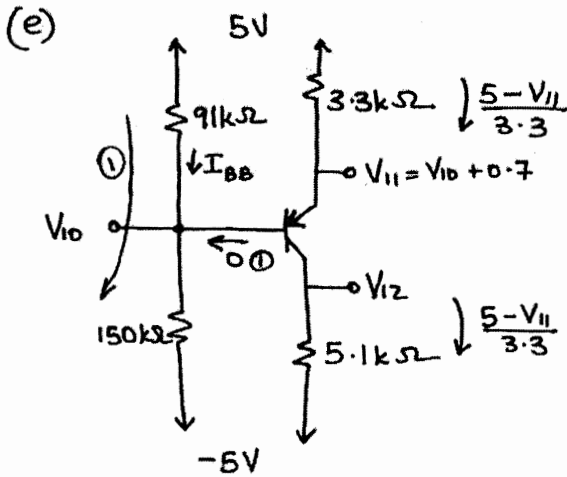 (e)
5V
91kΩ
3.3kΩ
5-V11
3.3
①
↓ IBB
V11 = V10 + 0.7
V10
0 ①
V12
150kΩ
5.1kΩ
5-V11
3.3
-5V